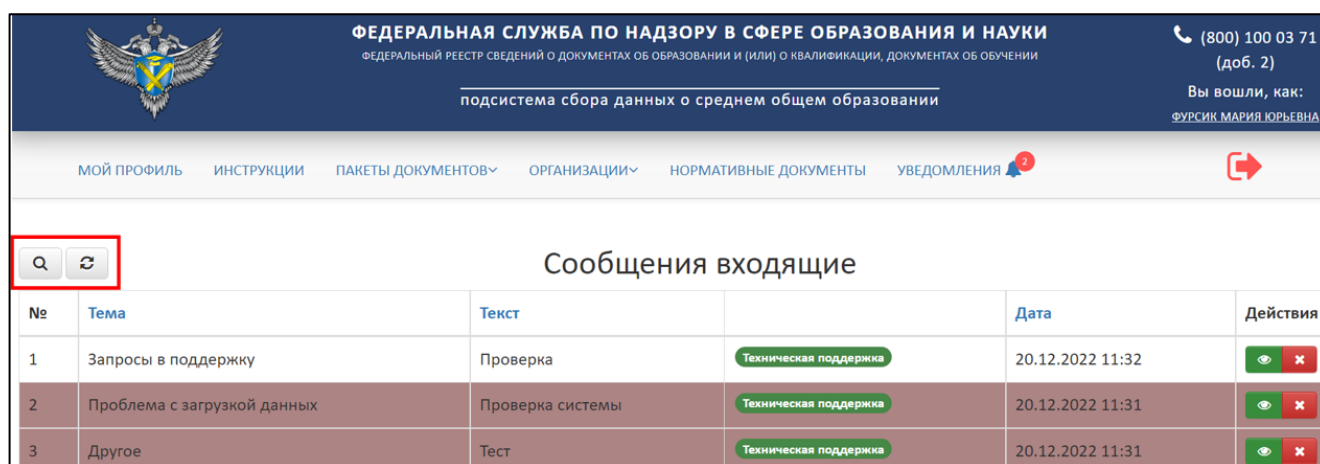 ФЕДЕРАЛЬНАЯ СЛУЖБА ПО НАДЗОРУ В СФЕРЕ ОБРАЗОВАНИЯ И НАУКИ
ФЕДЕРАЛЬНЫЙ РЕЕСТР СВЕДЕНИЙ О ДОКУМЕНТАХ ОБ ОБРАЗОВАНИИ И (ИЛИ) О КВАЛИФИКАЦИИ, ДОКУМЕНТАХ ОБ ОБУЧЕНИИ
подсистема сбора данных о среднем общем образовании
(800) 100 03 71
(доб. 2)
Вы вошли, как:
ФУРСИК МАРИЯ ЮРЬЕВНА
МОЙ ПРОФИЛЬ ИНСТРУКЦИИ ПАКЕТЫ ДОКУМЕНТОВ ОРГАНИЗАЦИИ НОРМАТИВНЫЕ ДОКУМЕНТЫ УВЕДОМЛЕНИЯ 2
Сообщения входящие
№ Тема Текст Дата Действия
1 Запросы в поддержку Проверка Техническая поддержка 20.12.2022 11:32
2 Проблема с загрузкой данных Проверка системы Техническая поддержка 20.12.2022 11:31
3 Другое Тест Техническая поддержка 20.12.2022 11:31